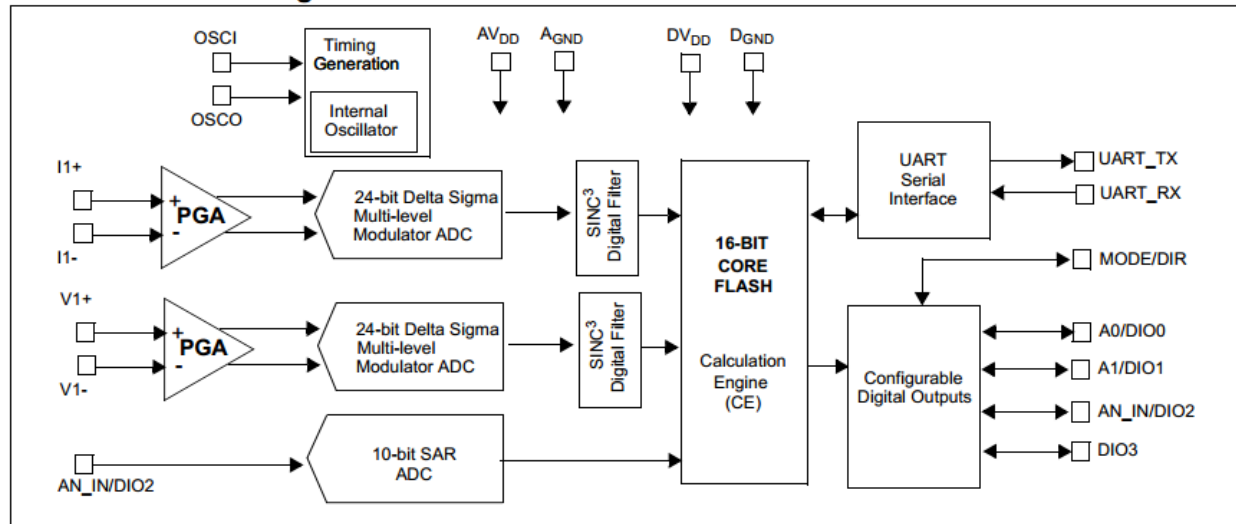 OSCI
OSCO
Timing
Generation
Internal
Oscillator
AVDD
AGND
DVDD
DGND
I1+
I1-
+
PGA
-
24-bit Delta Sigma
Multi-level
Modulator ADC
SINC3
Digital Filter
V1+
V1-
+
PGA
-
24-bit Delta Sigma
Multi-level
Modulator ADC
SINC3
Digital Filter
AN_IN/DIO2
10-bit SAR
ADC
16-BIT
CORE
FLASH
Calculation
Engine
(CE)
UART
Serial
Interface
UART_TX
UART_RX
MODE/DIR
Configurable
Digital Outputs
A0/DIO0
A1/DIO1
AN_IN/DIO2
DIO3